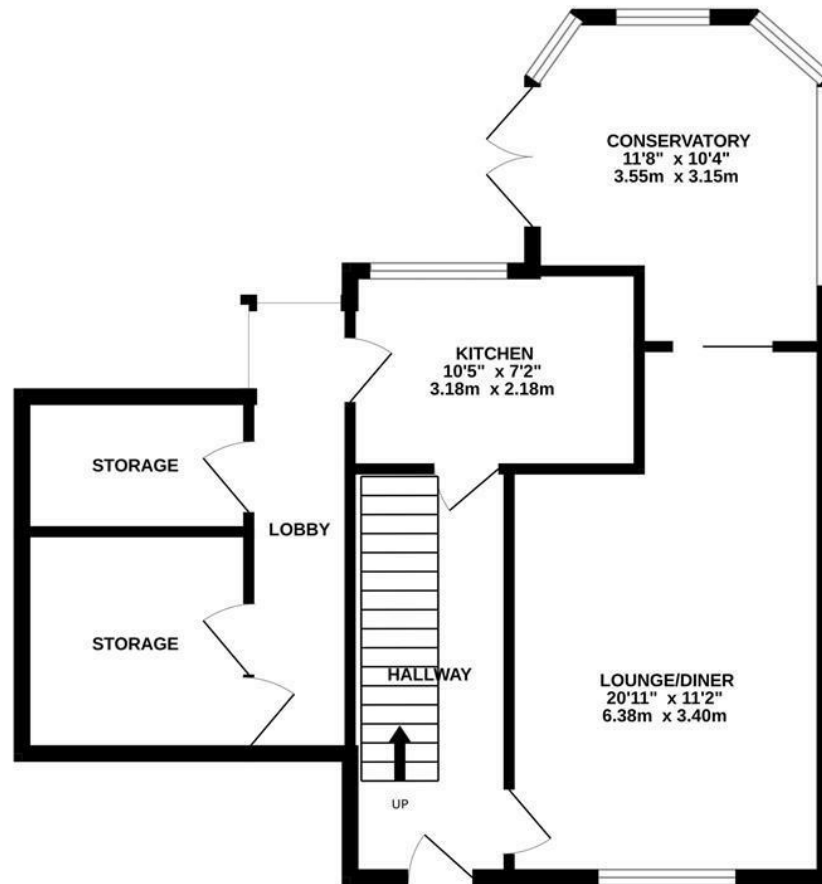 CONSERVATORY
11'8" x 10'4"
3.55m x 3.15m
KITCHEN
10'5" x 7'2"
3.18m x 2.18m
STORAGE
LOBBY
STORAGE
HALLWAY
LOUNGE/DINER
20'11" x 11'2"
6.38m x 3.40m
UP